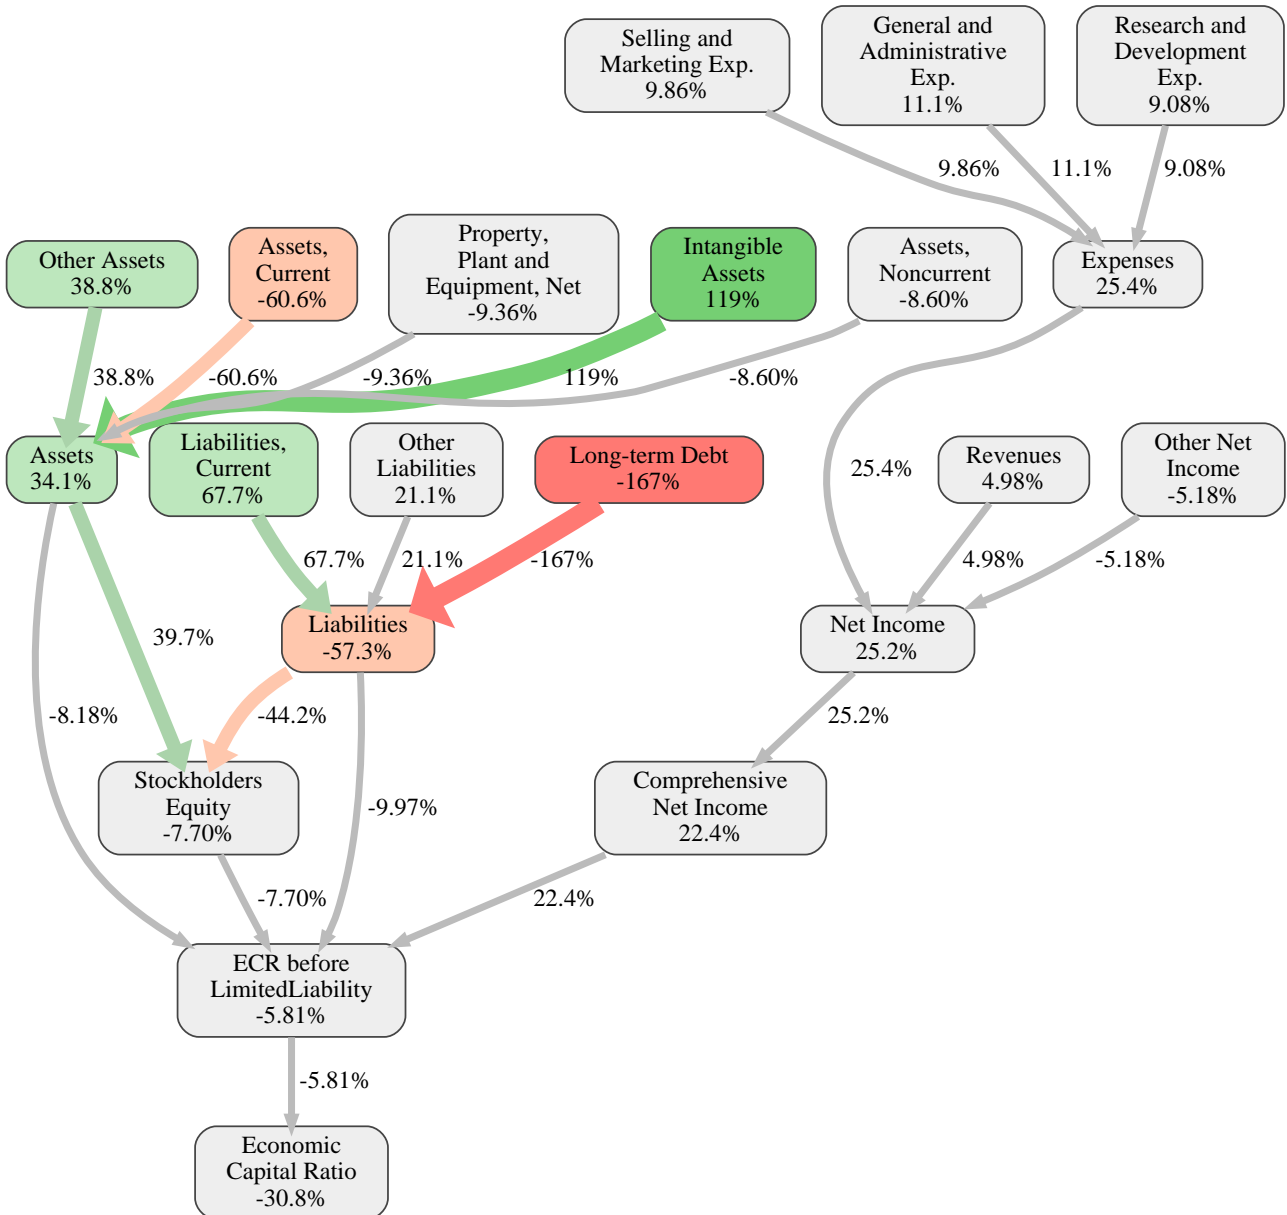 Selling and
Marketing Exp.
9.86%
General and
Administrative
Exp.
11.1%
Research and
Development
Exp.
9.08%
9.86%
11.1%
9.08%
Other Assets
38.8%
Assets,
Current
-60.6%
Property,
Plant and
Equipment, Net
-9.36%
Intangible
Assets
119%
Assets,
Noncurrent
-8.60%
Expenses
25.4%
38.8%
-60.6%
-9.36%
119%
-8.60%
Assets
34.1%
Liabilities,
Current
67.7%
Other
Liabilities
21.1%
Long-term Debt
-167%
25.4%
Revenues
4.98%
Other Net
Income
-5.18%
67.7%
21.1%
-167%
4.98%
-5.18%
39.7%
Liabilities
-57.3%
Net Income
25.2%
-8.18%
-44.2%
25.2%
Stockholders
Equity
-7.70%
-9.97%
Comprehensive
Net Income
22.4%
-7.70%
22.4%
ECR before
LimitedLiability
-5.81%
-5.81%
Economic
Capital Ratio
-30.8%